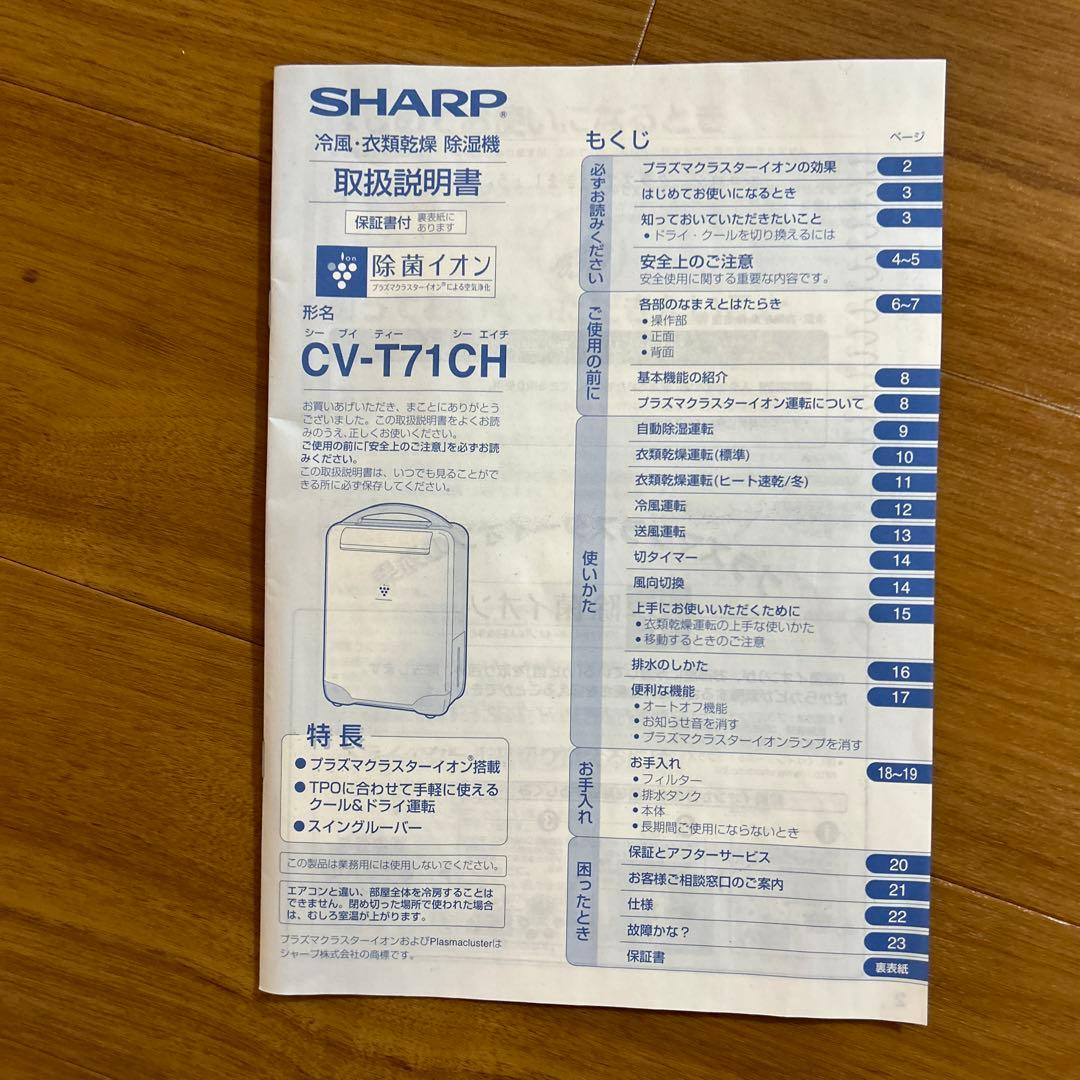 SHARP®
冷風・衣類乾燥 除湿機
取扱説明書
保証書付 裏表紙に
あります
ion
除菌イオン
プラズマクラスターイオン®による空気浄化
形名
シー ブイ ティー シー エイチ
CV-T71CH
お買いあげいただき、まことにありがとう
ございました。この取扱説明書をよくお読
みのうえ、正しくお使いください。
ご使用の前に「安全上のご注意」を必ずお読
みください。
この取扱説明書は、いつでも見ることがで
きる所に必ず保存してください。
特長
●プラズマクラスターイオン®搭載
●TPOに合わせて手軽に使える
クール&ドライ運転
●スイングルーバー
この製品は業務用には使用しないでください。
エアコンと違い、部屋全体を冷房することは
できません。閉め切った場所で使われた場合
は、むしろ室温が上がります。
プラズマクラスターイオンおよびPlasmaclusterは
シャープ株式会社の商標です。
もくじ
ページ
必ずお読みください
プラズマクラスターイオンの効果 2
はじめてお使いになるとき 3
知っておいていただきたいこと 3
●ドライ・クールを切り換えるには
安全上のご注意 4~5
安全使用に関する重要な内容です。
ご使用の前に
各部のなまえとはたらき 6~7
●操作部
●正面
●背面
基本機能の紹介 8
プラズマクラスターイオン運転について 8
使いかた
自動除湿運転 9
衣類乾燥運転(標準) 10
衣類乾燥運転(ヒート速乾/冬) 11
冷風運転 12
送風運転 13
切タイマー 14
風向切換 14
上手にお使いいただくために 15
●衣類乾燥運転の上手な使いかた
●移動するときのご注意
排水のしかた 16
便利な機能 17
●オートオフ機能
●お知らせ音を消す
●プラズマクラスターイオンランプを消す
お手入れ
お手入れ 18~19
●フィルター
●排水タンク
●本体
●長期間ご使用にならないとき
困ったとき
保証とアフターサービス 20
お客様ご相談窓口のご案内 21
仕様 22
故障かな? 23
保証書 裏表紙